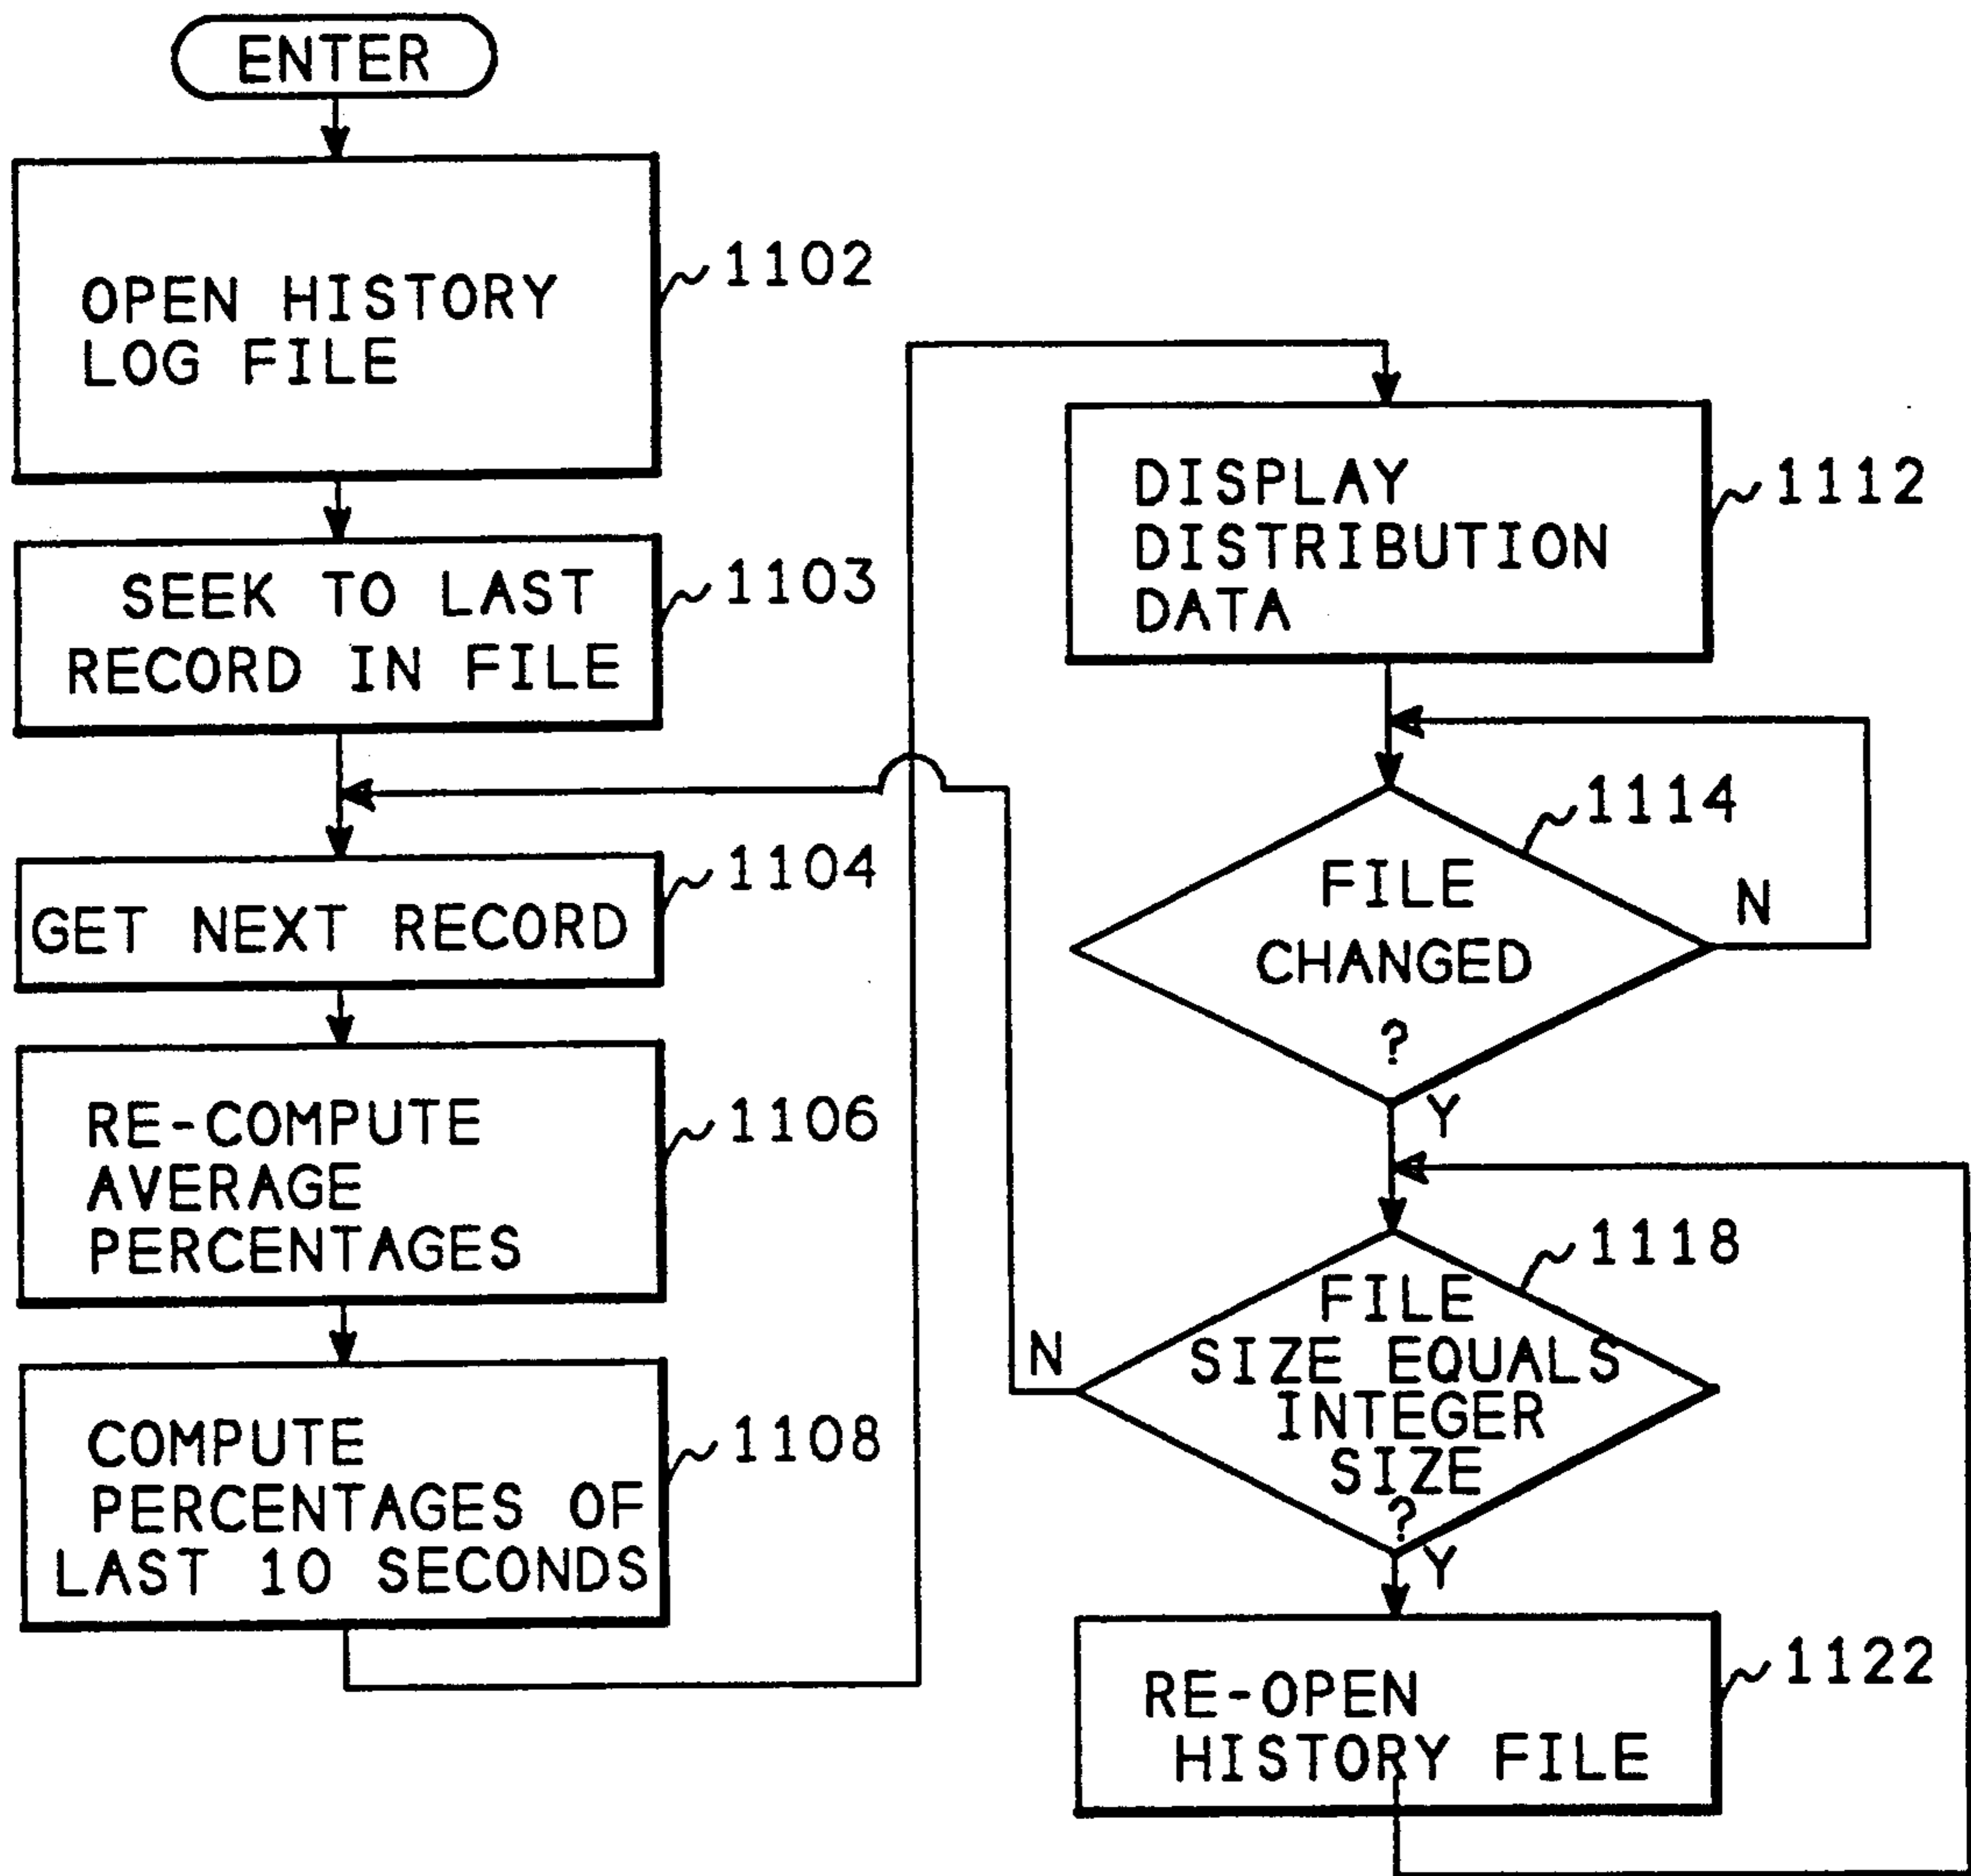 ENTER
OPEN HISTORY
LOG FILE
1102
SEEK TO LAST
RECORD IN FILE
1103
GET NEXT RECORD
1104
RE-COMPUTE
AVERAGE
PERCENTAGES
1106
COMPUTE
PERCENTAGES OF
LAST 10 SECONDS
1108
DISPLAY
DISTRIBUTION
DATA
1112
FILE
CHANGED
?
1114
N
Y
FILE
SIZE EQUALS
INTEGER
SIZE
?
1118
N
Y
RE-OPEN
HISTORY FILE
1122